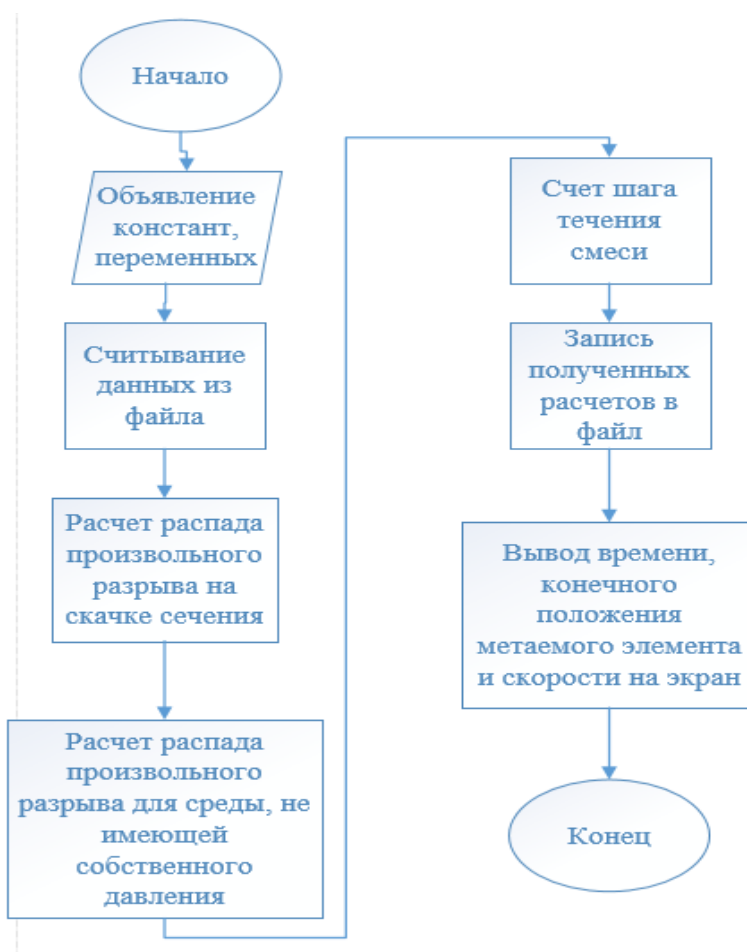 Начало
Объявление
констант,
переменных
Считывание
данных из
файла
Расчет распада
произвольного
разрыва на
скачке сечения
Расчет распада
произвольного
разрыва для среды, не
имеющей
собственного
давления
Счет шага
течения
смеси
Запись
полученных
расчетов в
файл
Вывод времени,
конечного
положения
метаемого элемента
и скорости на экран
Конец